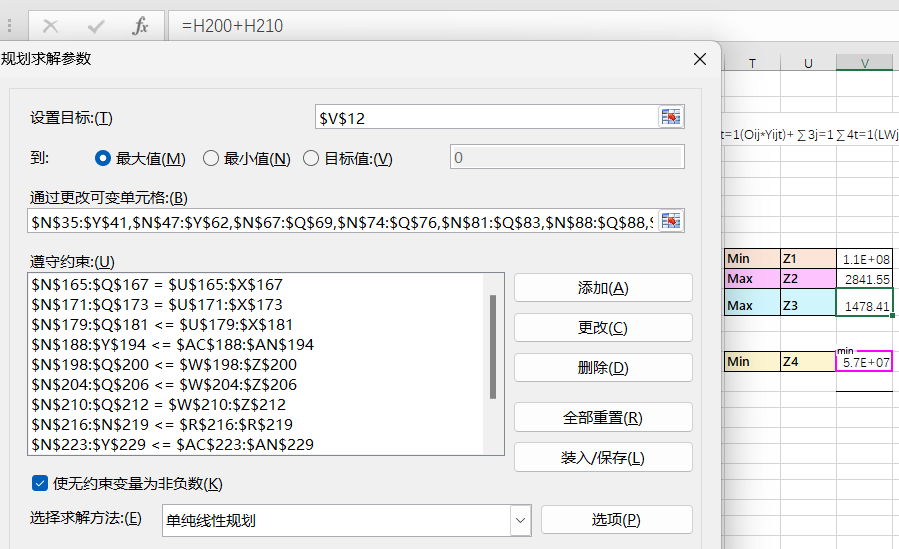 fx =H200+H210
规划求解参数
T U V
设置目标:(T) $V$12
t=1(Oij*Yijt)+∑3j=1∑4t=1(LWj
到: 最大值(M) 最小值(N) 目标值:(V) 0
通过更改可变单元格:(B)
$N$35:$Y$41,$N$47:$Y$62,$N$67:$Q$69,$N$74:$Q$76,$N$81:$Q$83,$N$88:$Q$88,$
遵守约束:(U)
$N$165:$Q$167 = $U$165:$X$167
$N$171:$Q$173 = $U$171:$X$173
$N$179:$Q$181 <= $U$179:$X$181
$N$188:$Y$194 <= $AC$188:$AN$194
$N$198:$Q$200 <= $W$198:$Z$200
$N$204:$Q$206 <= $W$204:$Z$206
$N$210:$Q$212 = $W$210:$Z$212
$N$216:$N$219 <= $R$216:$R$219
$N$223:$Y$229 <= $AC$223:$AN$229
添加(A)
更改(C)
删除(D)
全部重置(R)
装入/保存(L)
Min Z1 1.1E+08
Max Z2 2841.55
Max Z3 1478.41
min
Min Z4 5.7E+07
使无约束变量为非负数(K)
选择求解方法:(E) 单纯线性规划 选项(P)